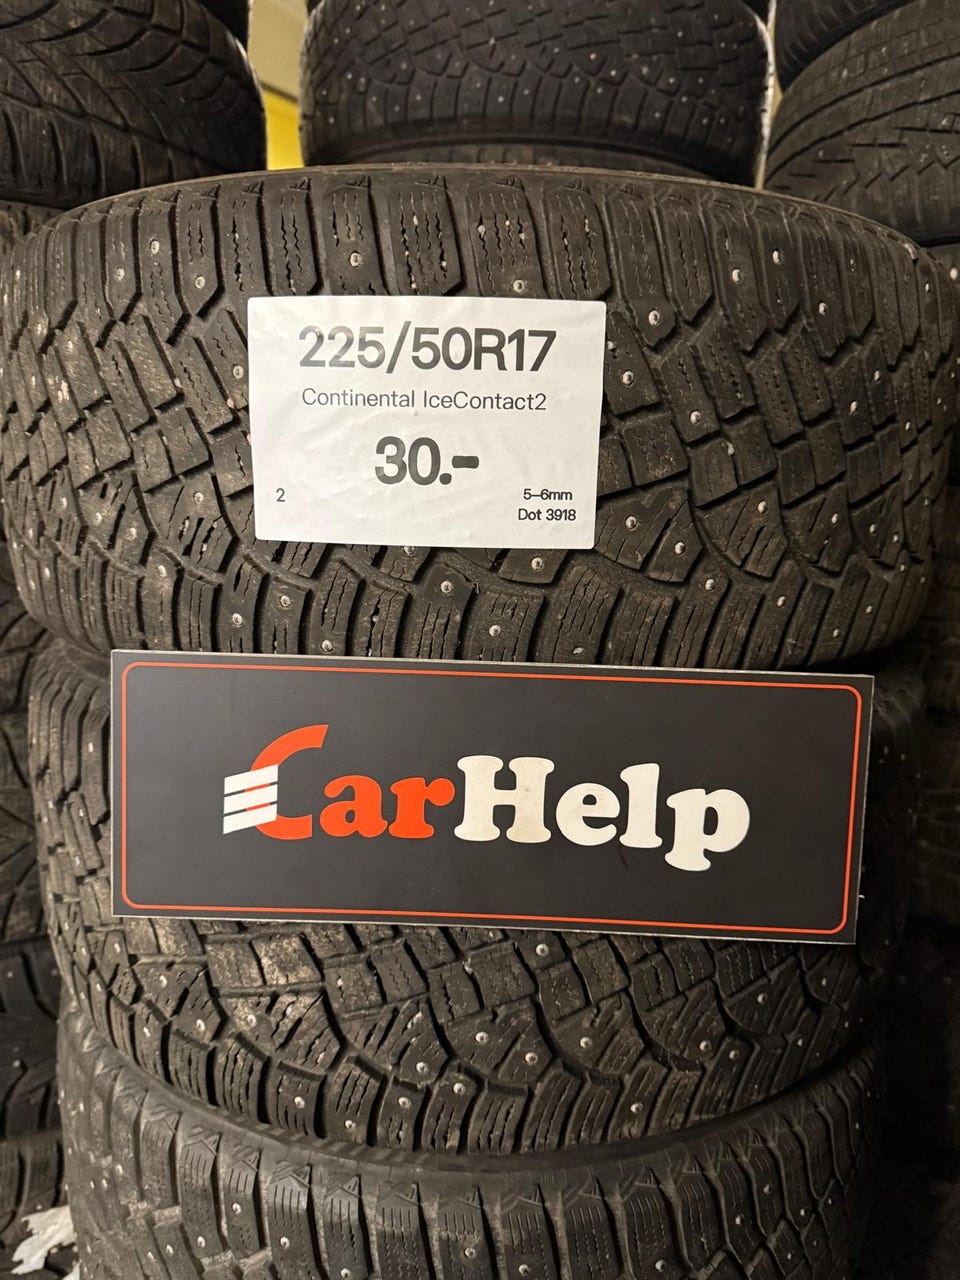 225/50R17
Continental IceContact2
30.-
2
5-6mm
Dot 3918
CarHelp